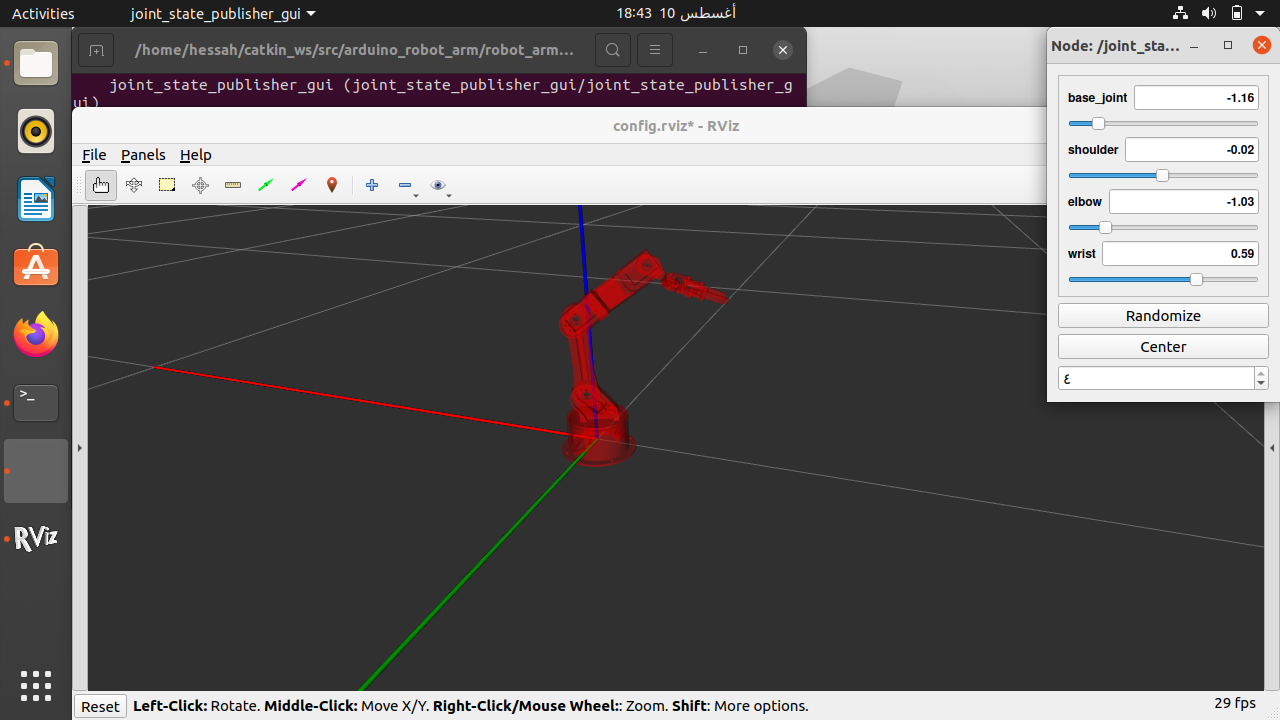 Activities
joint_state_publisher_gui
18:43 10 أغسطس
/home/hessah/catkin_ws/src/arduino_robot_arm/robot_arm...
joint_state_publisher_gui (joint_state_publisher_gui/joint_state_publisher_g
ui)
Node: /joint_sta...
base_joint -1.16
shoulder -0.02
elbow -1.03
wrist 0.59
Randomize
Center
٤
config.rviz* - RViz
File Panels Help
>_
RViz
Reset Left-Click: Rotate. Middle-Click: Move X/Y. Right-Click/Mouse Wheel:: Zoom. Shift: More options. 29 fps